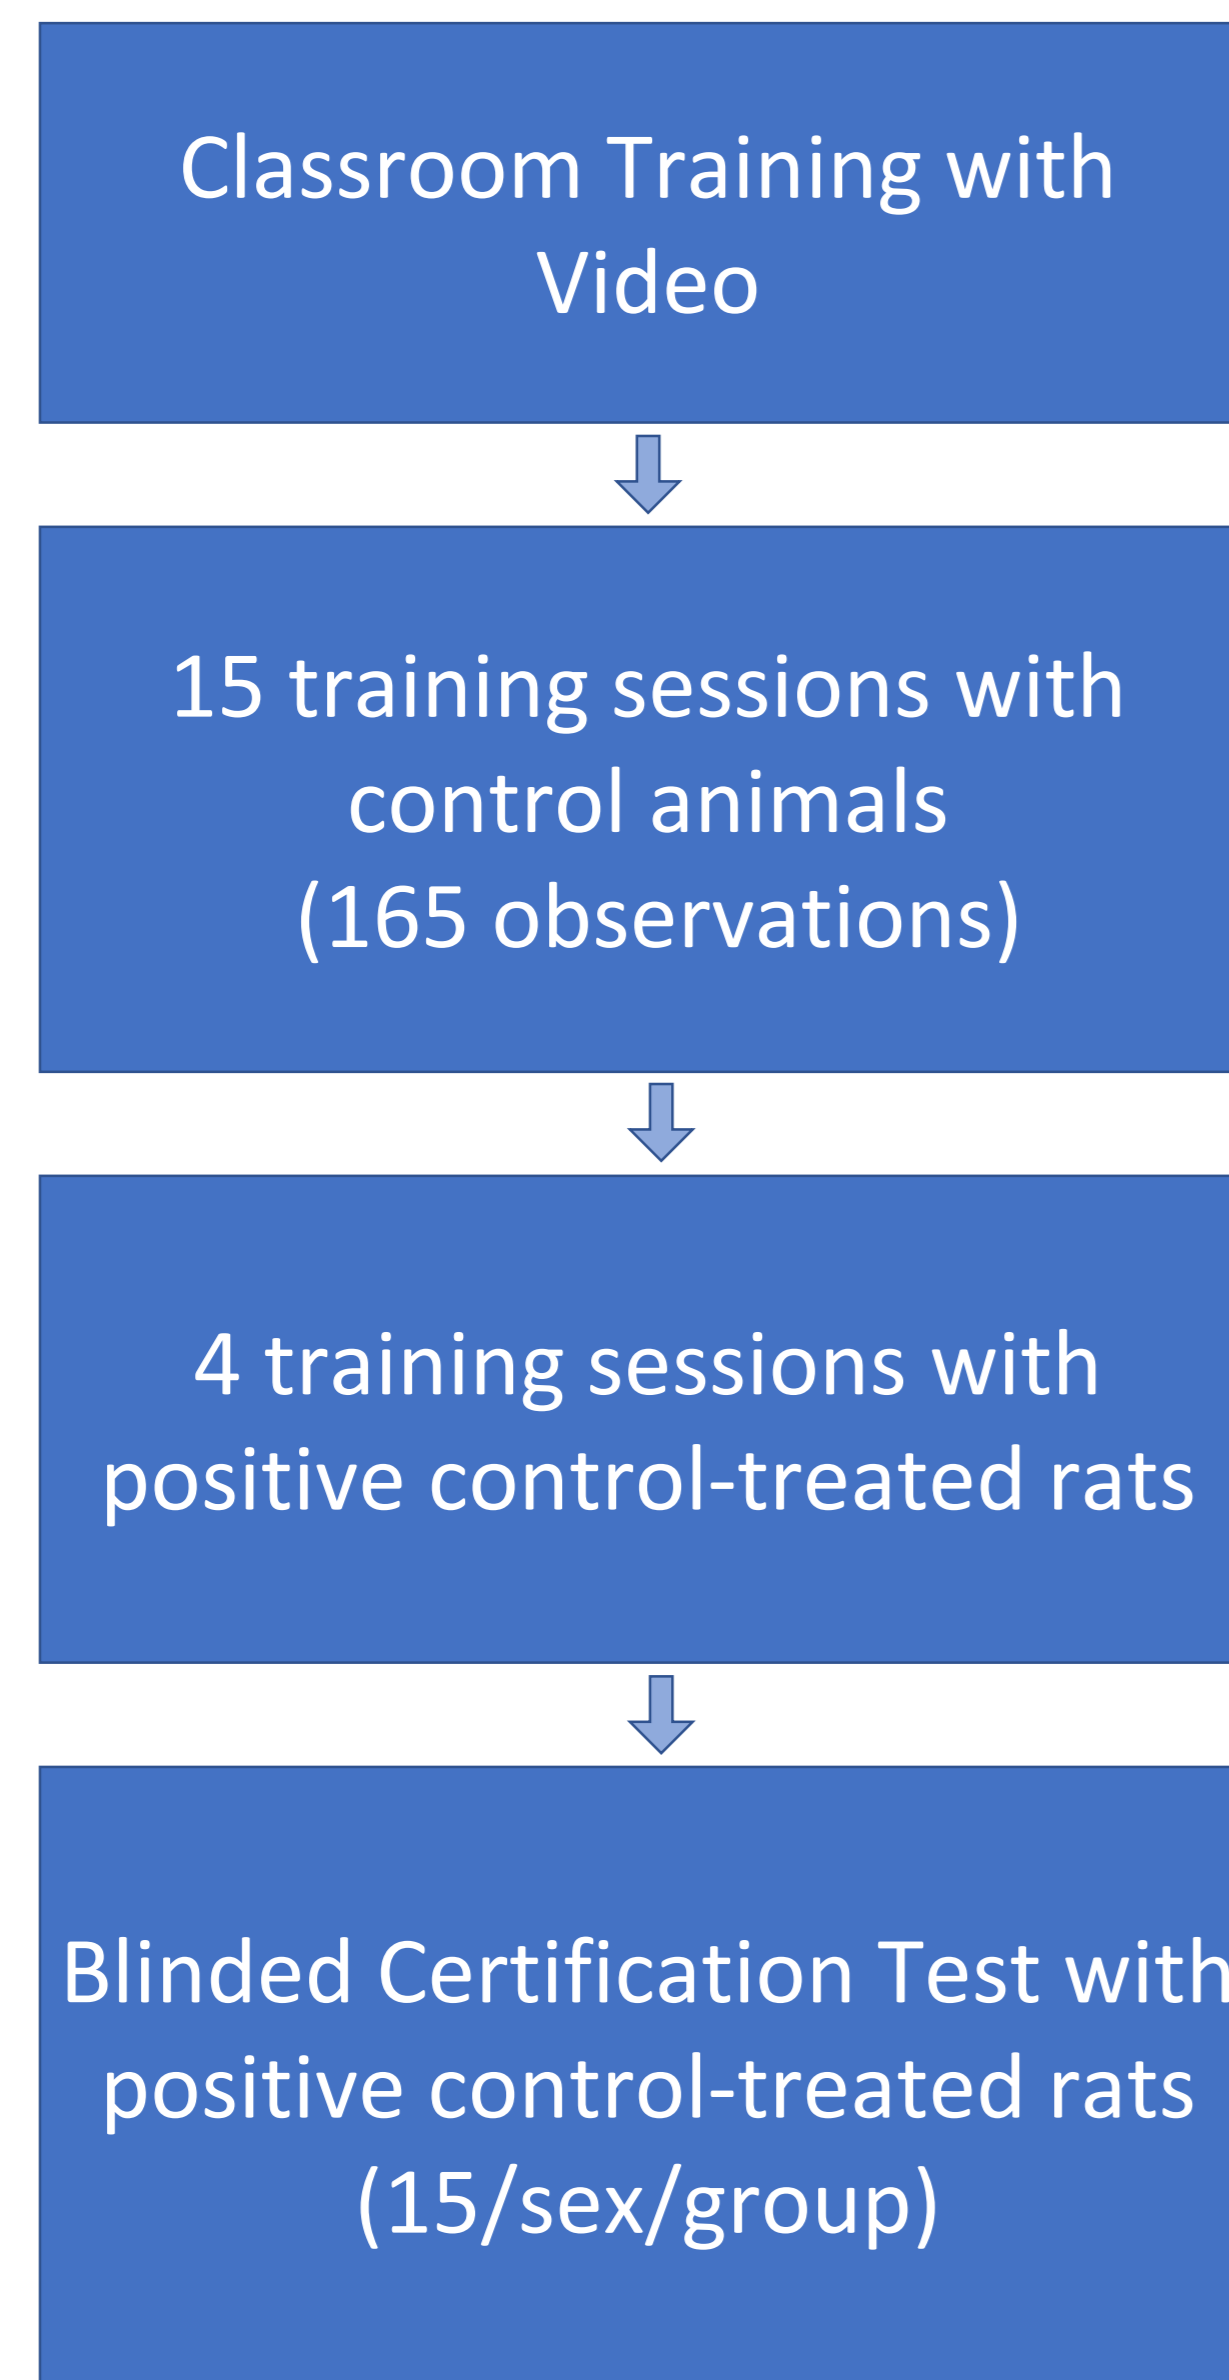 Classroom Training with
Video
15 training sessions with
control animals
(165 observations)
4 training sessions with
positive control-treated rats
Blinded Certification Test with
positive control-treated rats
(15/sex/group)